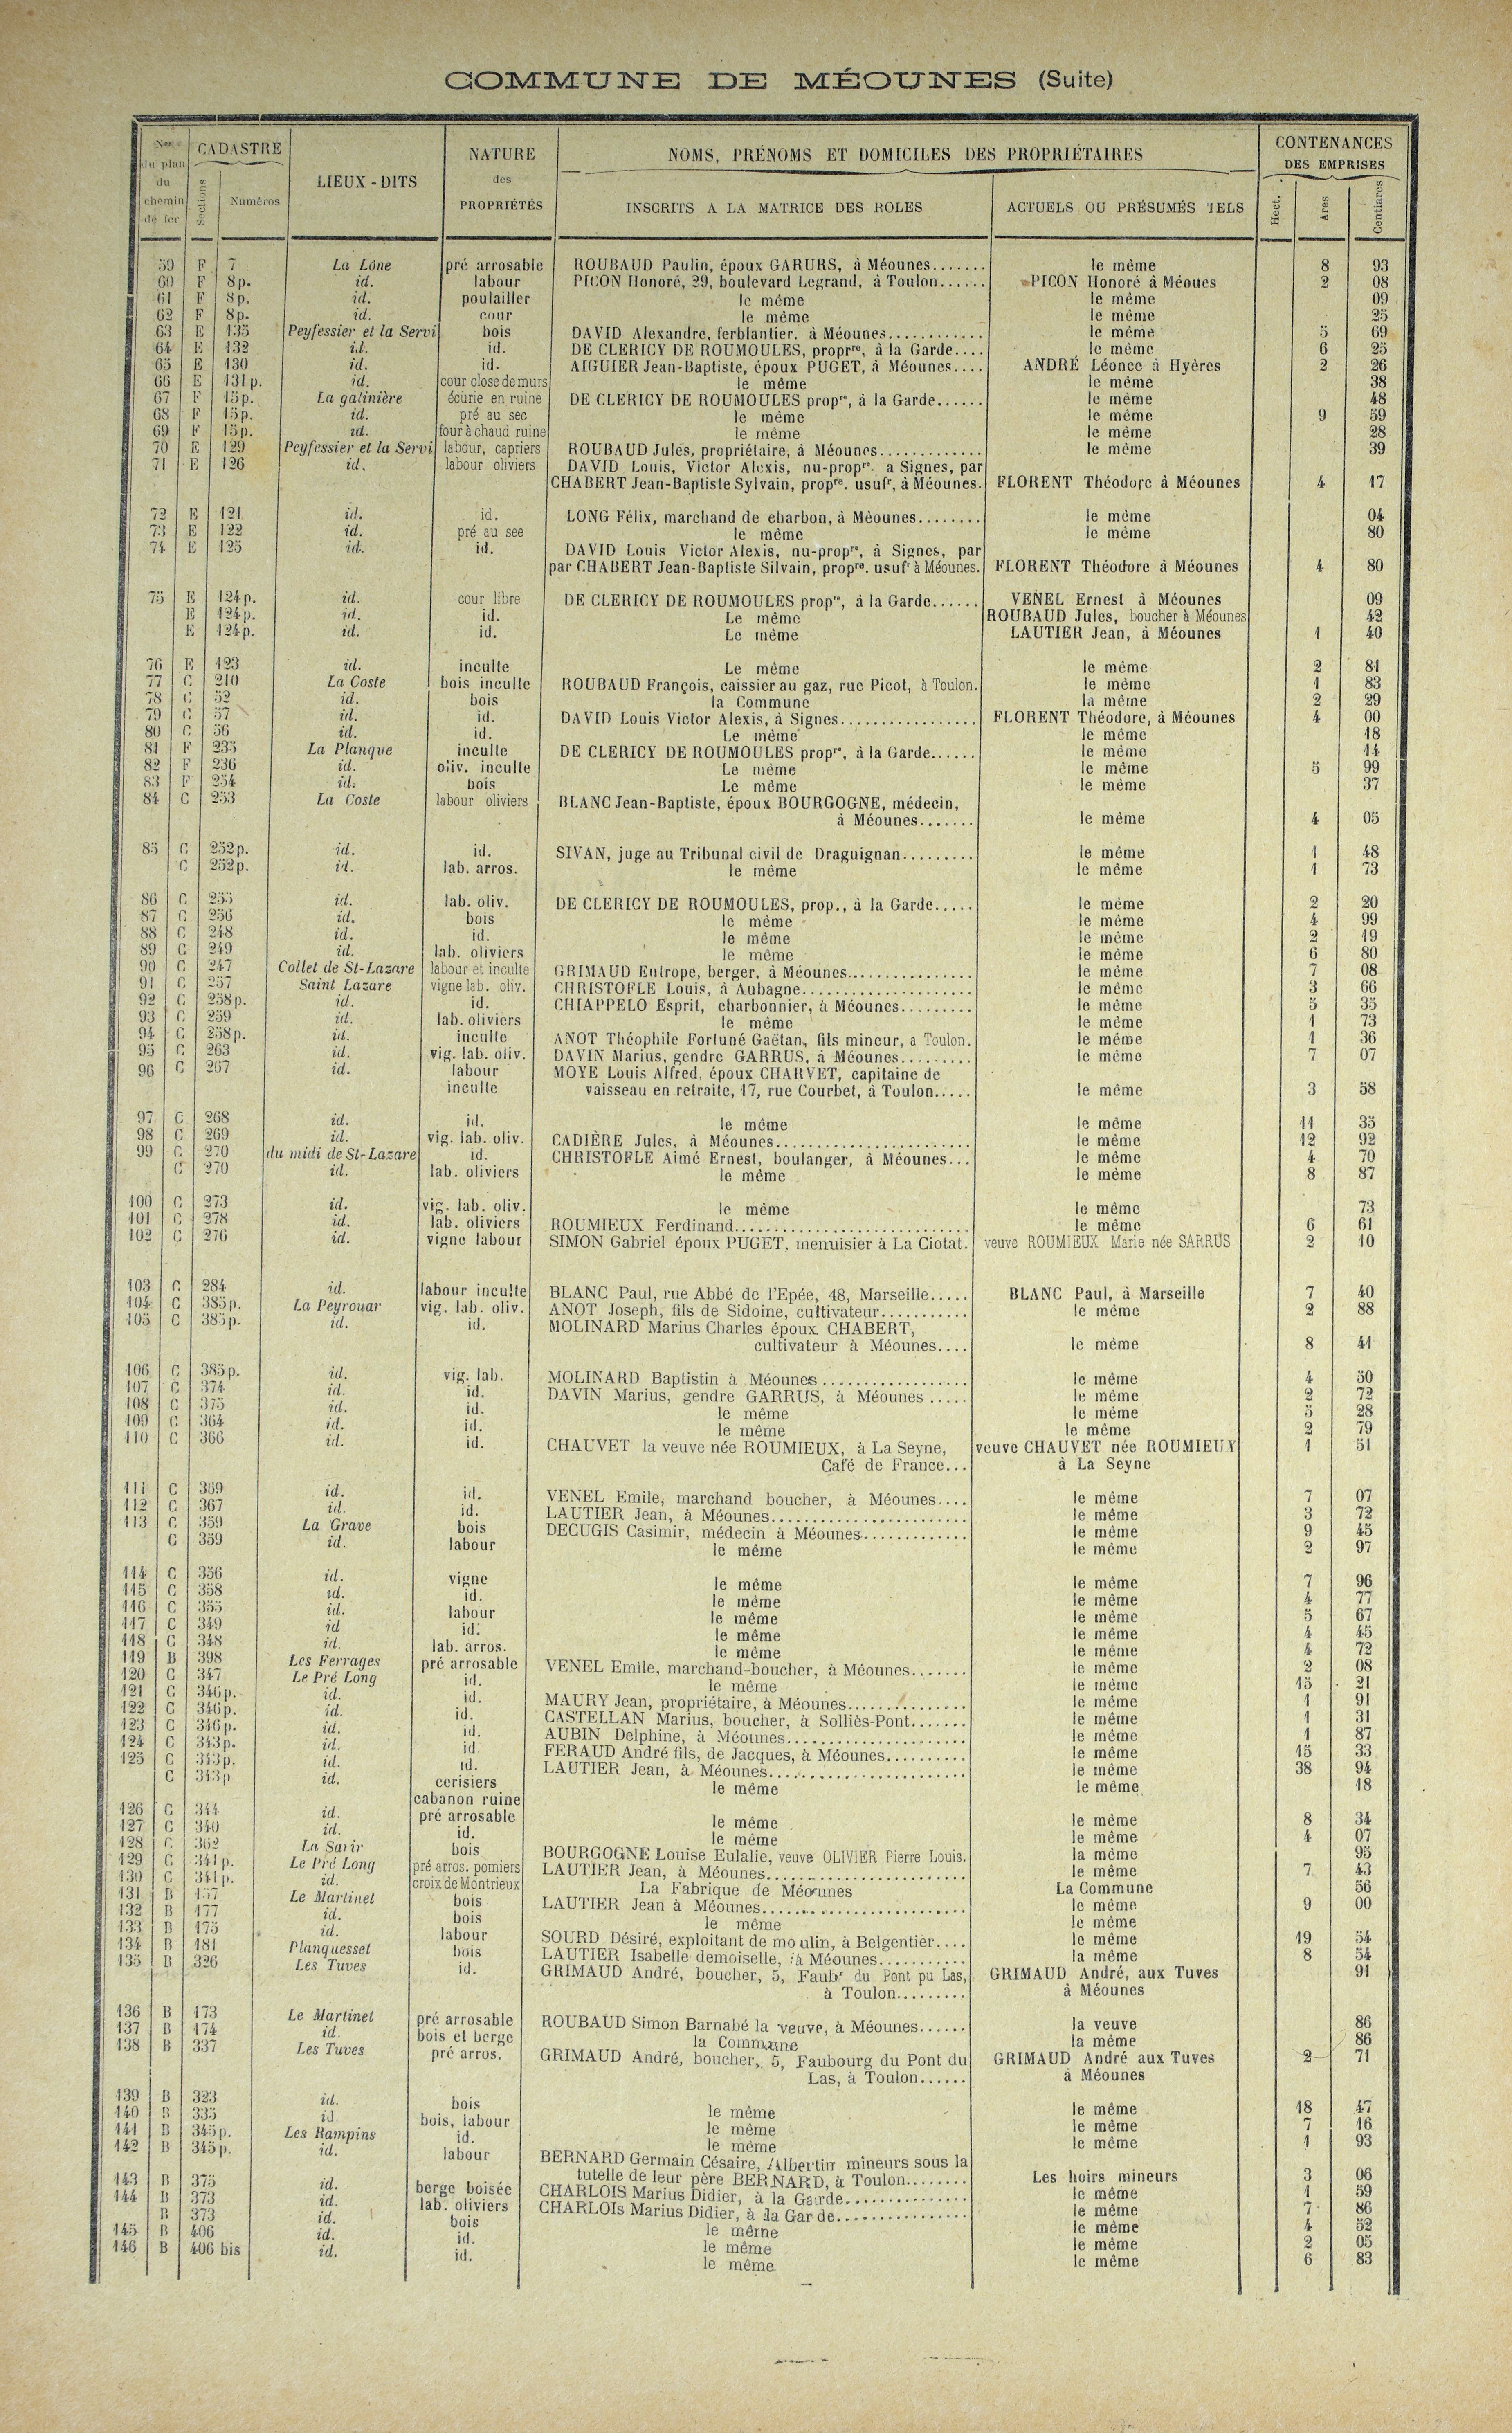 COMMUNE DE MÉOUNES (Suite)
Nos du plan du chemin de fer | CADASTRE Sections Numéros | LIEUX-DITS | NATURE des PROPRIÉTÉS | NOMS, PRÉNOMS ET DOMICILES DES PROPRIÉTAIRES | CONTENANCES DES EMPRISES
INSCRITS A LA MATRICE DES ROLES | ACTUELS OU PRÉSUMÉS TELS | Hect. | Ares | Centiares
59 F 7 La Lône pré arrosable ROUBAUD Paulin, époux GARURS, à Méounes....... le même 8 93
60 F 8p. id. labour PICON Honoré, 29, boulevard Legrand, à Toulon...... PICON Honoré à Méoues 2 08
61 F 8p. id. poulailler le même le même 09
62 F 8p. id. cour le même le même 25
63 E 135 Peyfessier et la Servi bois DAVID Alexandre, ferblantier. à Méounes............ le même 5 69
64 E 132 id. id. DE CLERICY DE ROUMOULES, propre, à la Garde.... le même 6 25
65 E 130 id. id. AIGUIER Jean-Baptiste, époux PUGET, à Méounes.... ANDRÉ Léonce à Hyères 2 26
66 E 131p. id. cour close de murs le même le même 38
67 F 15p. La galinière écurie en ruine DE CLERICY DE ROUMOULES propre, à la Garde...... le même 48
68 F 15p. id. pré au sec le même le même 9 59
69 F 15p. id. four à chaud ruine le même le même 28
70 E 129 Peyfessier et la Servi labour, capriers ROUBAUD Jules, propriétaire, à Méounes............. le même 39
71 E 126 id. labour oliviers DAVID Louis, Victor Alexis, nu-propre. a Signes, par
CHABERT Jean-Baptiste Sylvain, propre. usufr, à Méounes. FLORENT Théodore à Méounes 4 17
72 E 121 id. id. LONG Félix, marchand de charbon, à Méounes........ le même 04
73 E 122 id. pré au see le même le même 80
74 E 125 id. id. DAVID Louis Victor Alexis, nu-propre, à Signes, par
par CHABERT Jean-Baptiste Silvain, propre. usufr à Méounes. FLORENT Théodore à Méounes 4 80
75 E 124p. id. cour libre DE CLERICY DE ROUMOULES propre, à la Garde...... VENEL Ernest à Méounes 09
E 124p. id. id. Le même ROUBAUD Jules, boucher à Méounes 42
E 124p. id. id. Le même LAUTIER Jean, à Méounes 1 40
76 E 123 id. inculte Le même le même 2 81
77 C 210 La Coste bois inculte ROUBAUD François, caissier au gaz, rue Picot, à Toulon. le même 1 83
78 C 52 id. bois la Commune la même 2 29
79 C 57 id. id. DAVID Louis Victor Alexis, à Signes................. FLORENT Théodore, à Méounes 4 00
80 C 56 id. id. Le même le même 18
81 F 235 La Planque inculte DE CLERICY DE ROUMOULES propre, à la Garde...... le même 14
82 F 236 id. oliv. inculte Le même le même 5 99
83 F 254 id. bois Le même le même 37
84 C 253 La Coste labour oliviers BLANC Jean-Baptiste, époux BOURGOGNE, médecin,
à Méounes....... le même 4 05
85 C 252p. id. id. SIVAN, juge au Tribunal civil de Draguignan......... le même 1 48
C 252p. id. lab. arros. le même le même 1 73
86 C 255 id. lab. oliv. DE CLERICY DE ROUMOULES, prop., à la Garde..... le même 2 20
87 C 256 id. bois le même le même 4 99
88 C 248 id. id. le même le même 2 19
89 C 249 id. lab. oliviers le même le même 6 80
90 C 247 Collet de St-Lazare labour et inculte GRIMAUD Eutrope, berger, à Méounes................ le même 7 08
91 C 257 Saint Lazare vigne lab. oliv. CHRISTOFLE Louis, à Aubagne..................... le même 3 66
92 C 258p. id. id. CHIAPPELO Esprit, charbonnier, à Méounes......... le même 5 35
93 C 259 id. lab. oliviers le même le même 1 73
94 C 258p. id. inculte ANOT Théophile Fortuné Gaëtan, fils mineur, a Toulon. le même 1 36
95 C 263 id. vig. lab. oliv. DAVIN Marius, gendre GARRUS, à Méounes......... le même 7 07
96 C 267 id. labour MOYE Louis Alfred, époux CHARVET, capitaine de
inculte vaisseau en retraite, 17, rue Courbet, à Toulon..... le même 3 58
97 C 268 id. id. le même le même 11 35
98 C 269 id. vig. lab. oliv. CADIÈRE Jules, à Méounes........................ le même 12 92
99 C 270 du midi de St-Lazare id. CHRISTOFLE Aimé Ernest, boulanger, à Méounes... le même 4 70
C 270 id. lab. oliviers le même le même 8 87
100 C 273 id. vig. lab. oliv. le même le même 73
101 C 278 id. lab. oliviers ROUMIEUX Ferdinand............................. le même 6 61
102 C 276 id. vigne labour SIMON Gabriel époux PUGET, menuisier à La Ciotat. veuve ROUMIEUX Marie née SARRUS 2 10
103 C 284 id. labour inculte BLANC Paul, rue Abbé de l'Epée, 48, Marseille..... BLANC Paul, à Marseille 7 40
104 C 385p. La Peyrouar vig. lab. oliv. ANOT Joseph, fils de Sidoine, cultivateur........... le même 2 88
105 C 385p. id. id. MOLINARD Marius Charles époux CHABERT,
cultivateur à Méounes.... le même 8 41
106 C 385p. id. vig. lab. MOLINARD Baptistin à Méounes .................. le même 4 50
107 C 374 id. id. DAVIN Marius, gendre GARRUS, à Méounes ..... le même 2 72
108 C 375 id. id. le même le même 5 28
109 C 364 id. id. le même le même 2 79
110 C 366 id. id. CHAUVET la veuve née ROUMIEUX, à La Seyne, veuve CHAUVET née ROUMIEUX 1 51
Café de France... à La Seyne
111 C 369 id. id. VENEL Emile, marchand boucher, à Méounes.... le même 7 07
112 C 367 id. id. LAUTIER Jean, à Méounes........................ le même 3 72
113 C 359 La Grave bois DECUGIS Casimir, médecin à Méounes............. le même 9 45
C 359 id. labour le même le même 2 97
114 C 356 id. vigne le même le même 7 96
115 C 358 id. id. le même le même 4 77
116 C 355 id. labour le même le même 5 67
117 C 349 id id. le même le même 4 45
118 C 348 id. lab. arros. le même le même 4 72
119 B 398 Les Ferrages pré arrosable VENEL Emile, marchand-boucher, à Méounes....... le même 2 08
120 C 347 Le Pré Long id. le même le même 15 21
121 C 346p. id. id. MAURY Jean, propriétaire, à Méounes............... le même 1 91
122 C 346p. id. id. CASTELLAN Marius, boucher, à Solliès-Pont....... le même 1 31
123 C 346p. id. id. AUBIN Delphine, à Méounes...................... le même 1 87
124 C 343p. id. id. FERAUD André fils, de Jacques, à Méounes.......... le même 15 33
125 C 343p. id. id. LAUTIER Jean, à Méounes........................ le même 38 94
C 343p id. cerisiers le même le même 18
cabanon ruine
126 C 344 id. pré arrosable le même le même 8 34
127 C 340 id. id. le même le même 4 07
128 C 362 La bois BOURGOGNE Louise Eulalie, veuve OLIVIER Pierre Louis. la même 95
129 C 341p. Le Pré Long pré arros. pomiers LAUTIER Jean, à Méounes........................ le même 7 43
130 C 341p. id. croix de Montrieux La Fabrique de Méounes La Commune 56
131 B 157 Le Martinet bois LAUTIER Jean à Méounes......................... le même 9 00
132 B 177 id. bois le même le même
133 B 175 id. labour SOURD Désiré, exploitant de moulin, à Belgentier.... le même 19 54
134 B 181 Planquesset bois LAUTIER Isabelle demoiselle, à Méounes........... la même 8 54
135 B 326 Les Tuves id. GRIMAUD André, boucher, 5, Faubr du Pont pu Las, GRIMAUD André, aux Tuves 91
à Toulon......... à Méounes
136 B 173 Le Martinet pré arrosable ROUBAUD Simon Barnabé la veuve, à Méounes...... la veuve 86
137 B 174 id. bois et berge la Commune la même 86
138 B 337 Les Tuves pré arros. GRIMAUD André, boucher, 5, Faubourg du Pont du GRIMAUD André aux Tuves 2 71
Las, à Toulon...... à Méounes
139 B 323 id. bois le même le même 18 47
140 B 335 id. bois, labour le même le même 7 16
141 B 345p. Les Rampins id. le même le même 1 93
142 B 345p. id. labour BERNARD Germain Césaire, Albertin mineurs sous la
tutelle de leur père BERNARD, à Toulon........ Les hoirs mineurs 3 06
143 B 375 id. berge boisée CHARLOIS Marius Didier, à la Garde............... le même 1 59
144 B 373 id. lab. oliviers CHARLOIS Marius Didier, à la Garde................ le même 7 86
B 373 id. bois le même le même 4 52
145 B 406 id. id. le même le même 2 05
146 B 406 bis id. id. le même le même 6 83